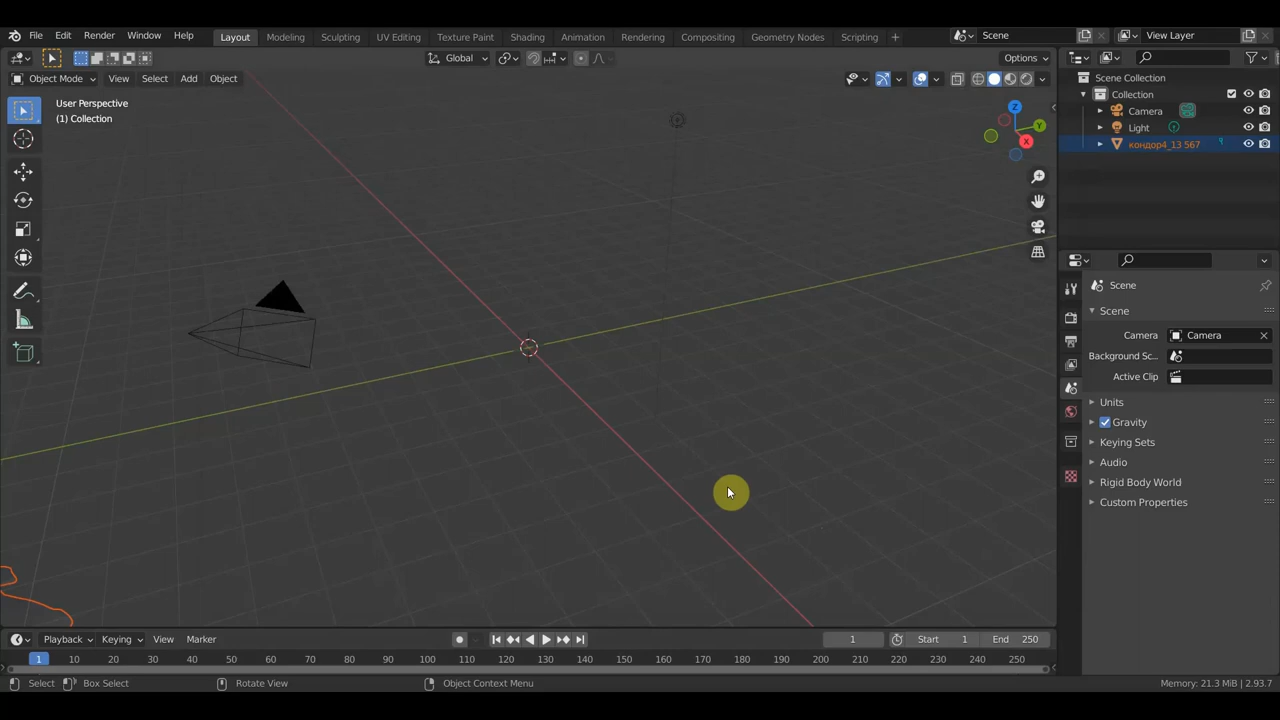 File Edit Render Window Help Layout Modeling Sculpting UV Editing Texture Paint Shading Animation Rendering Compositing Geometry Nodes Scripting Scene View Layer
Global Options
Object Mode View Select Add Object
User Perspective
(1) Collection
Z
Y
X
Scene Collection
Collection
Camera
Light
кондор4_13 567
Scene
Scene
Camera Camera
Background Sc...
Active Clip
Units
Gravity
Keying Sets
Audio
Rigid Body World
Custom Properties
Playback Keying View Marker 1 Start 1 End 250
1 10 20 30 40 50 60 70 80 90 100 110 120 130 140 150 160 170 180 190 200 210 220 230 240 250
Select Box Select Rotate View Object Context Menu Memory: 21.3 MiB | 2.93.7